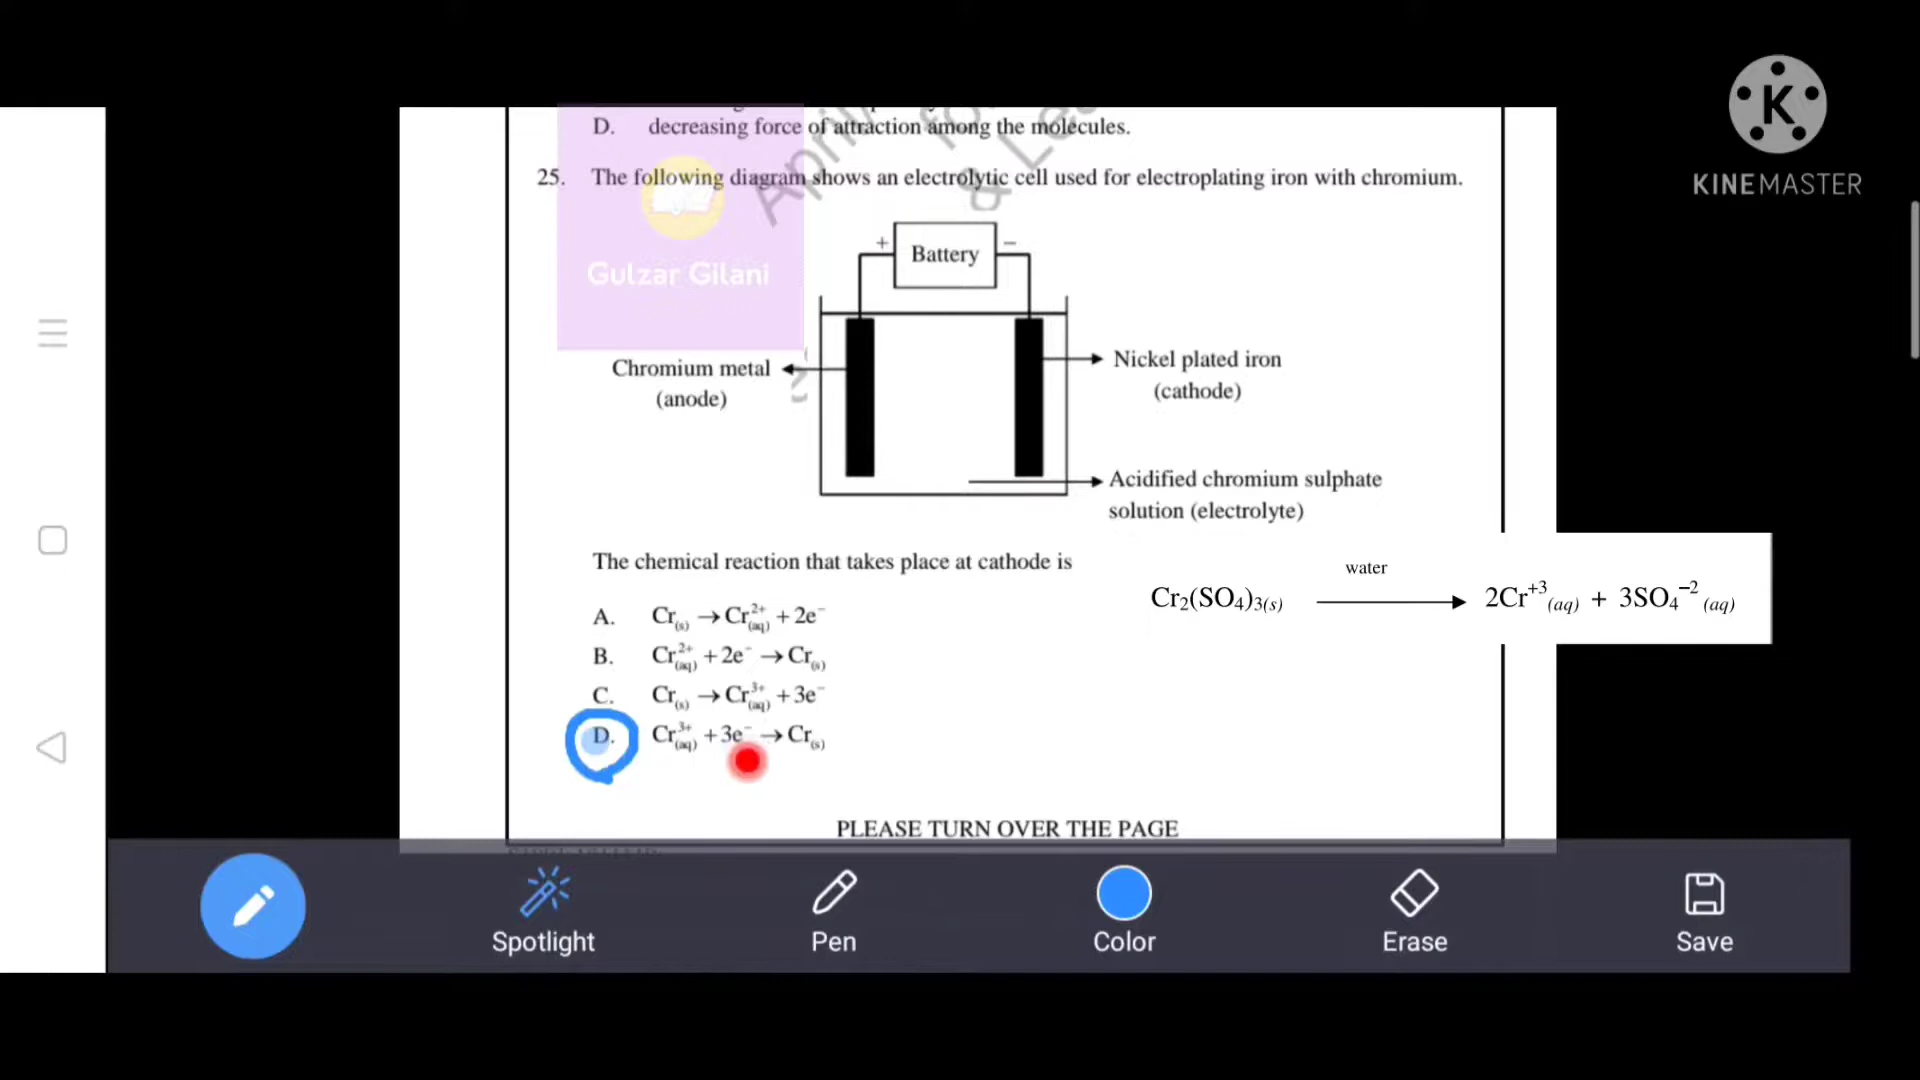 KINEMASTER
D. decreasing force of attraction among the molecules.
25. The following diagram shows an electrolytic cell used for electroplating iron with chromium.
Gulzar Gilani
+ Battery −
Chromium metal
(anode)
Nickel plated iron
(cathode)
Acidified chromium sulphate
solution (electrolyte)
The chemical reaction that takes place at cathode is
water
Cr₂(SO₄)₃(s) ⟶ 2Cr⁺³(aq) + 3SO₄⁻²(aq)
A. Cr(s) → Cr²⁺(aq) + 2e⁻
B. Cr²⁺(aq) + 2e⁻ → Cr(s)
C. Cr(s) → Cr³⁺(aq) + 3e⁻
D. Cr³⁺(aq) + 3e⁻ → Cr(s)
PLEASE TURN OVER THE PAGE
Spotlight Pen Color Erase Save